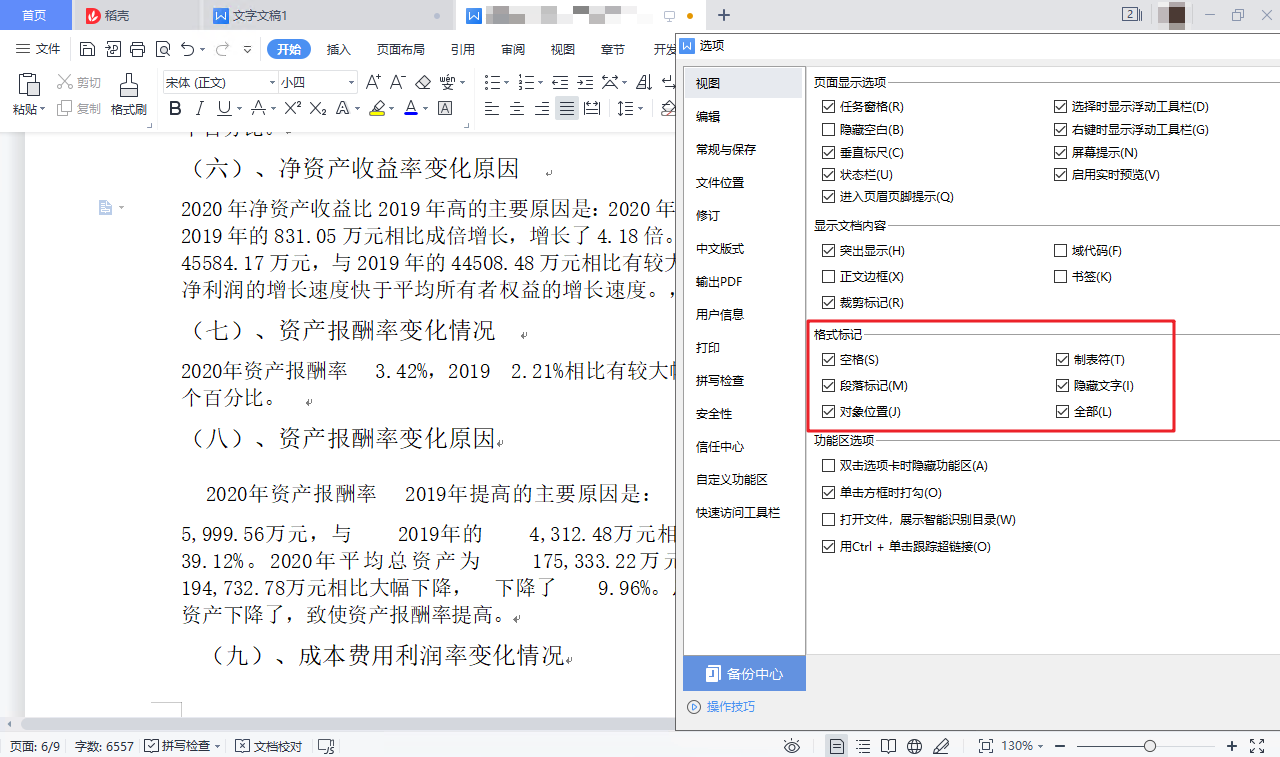 首页
稻壳
文字文稿1
2
文件
开始
插入
页面布局
引用
审阅
视图
章节
开发
粘贴
剪切
复制
格式刷
宋体 (正文)
小四
（六）、净资产收益率变化原因
2020 年净资产收益比 2019 年高的主要原因是：2020 年
2019 年的 831.05 万元相比成倍增长，增长了 4.18 倍。
45584.17 万元，与 2019 年的 44508.48 万元相比有较大
净利润的增长速度快于平均所有者权益的增长速度。，
（七）、资产报酬率变化情况
2020年资产报酬率 3.42%，2019 2.21%相比有较大幅
个百分比。
（八）、资产报酬率变化原因
2020年资产报酬率 2019年提高的主要原因是：
5,999.56万元，与 2019年的 4,312.48万元相
39.12%。2020年平均总资产为 175,333.22万元
194,732.78万元相比大幅下降， 下降了 9.96%。
资产下降了，致使资产报酬率提高。
（九）、成本费用利润率变化情况
选项
视图
编辑
常规与保存
文件位置
修订
中文版式
输出PDF
用户信息
打印
拼写检查
安全性
信任中心
自定义功能区
快速访问工具栏
备份中心
操作技巧
页面显示选项
任务窗格(R)
选择时显示浮动工具栏(D)
隐藏空白(B)
右键时显示浮动工具栏(G)
垂直标尺(C)
屏幕提示(N)
状态栏(U)
启用实时预览(V)
进入页眉页脚提示(Q)
显示文档内容
突出显示(H)
域代码(F)
正文边框(X)
书签(K)
裁剪标记(R)
格式标记
空格(S)
制表符(T)
段落标记(M)
隐藏文字(I)
对象位置(J)
全部(L)
功能区选项
双击选项卡时隐藏功能区(A)
单击方框时打勾(O)
打开文件，展示智能识别目录(W)
用Ctrl + 单击跟踪超链接(O)
页面: 6/9
字数: 6557
拼写检查
文档校对
130%